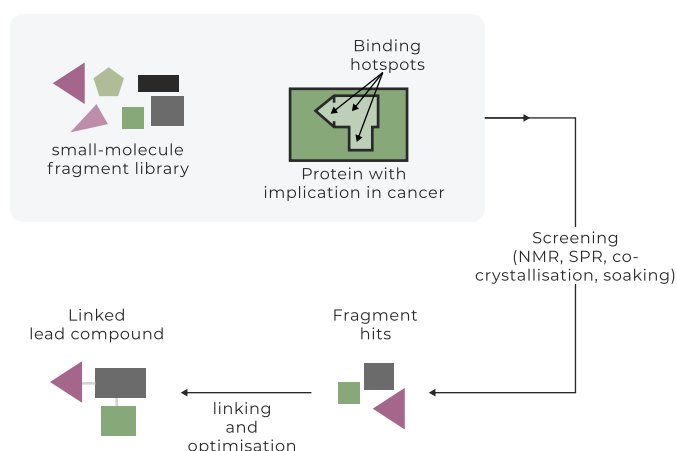 Binding
hotspots
small-molecule
fragment library
Protein with
implication in cancer
Screening
(NMR, SPR, co-
crystallisation, soaking)
Linked
lead compound
Fragment
hits
linking
and
optimisation